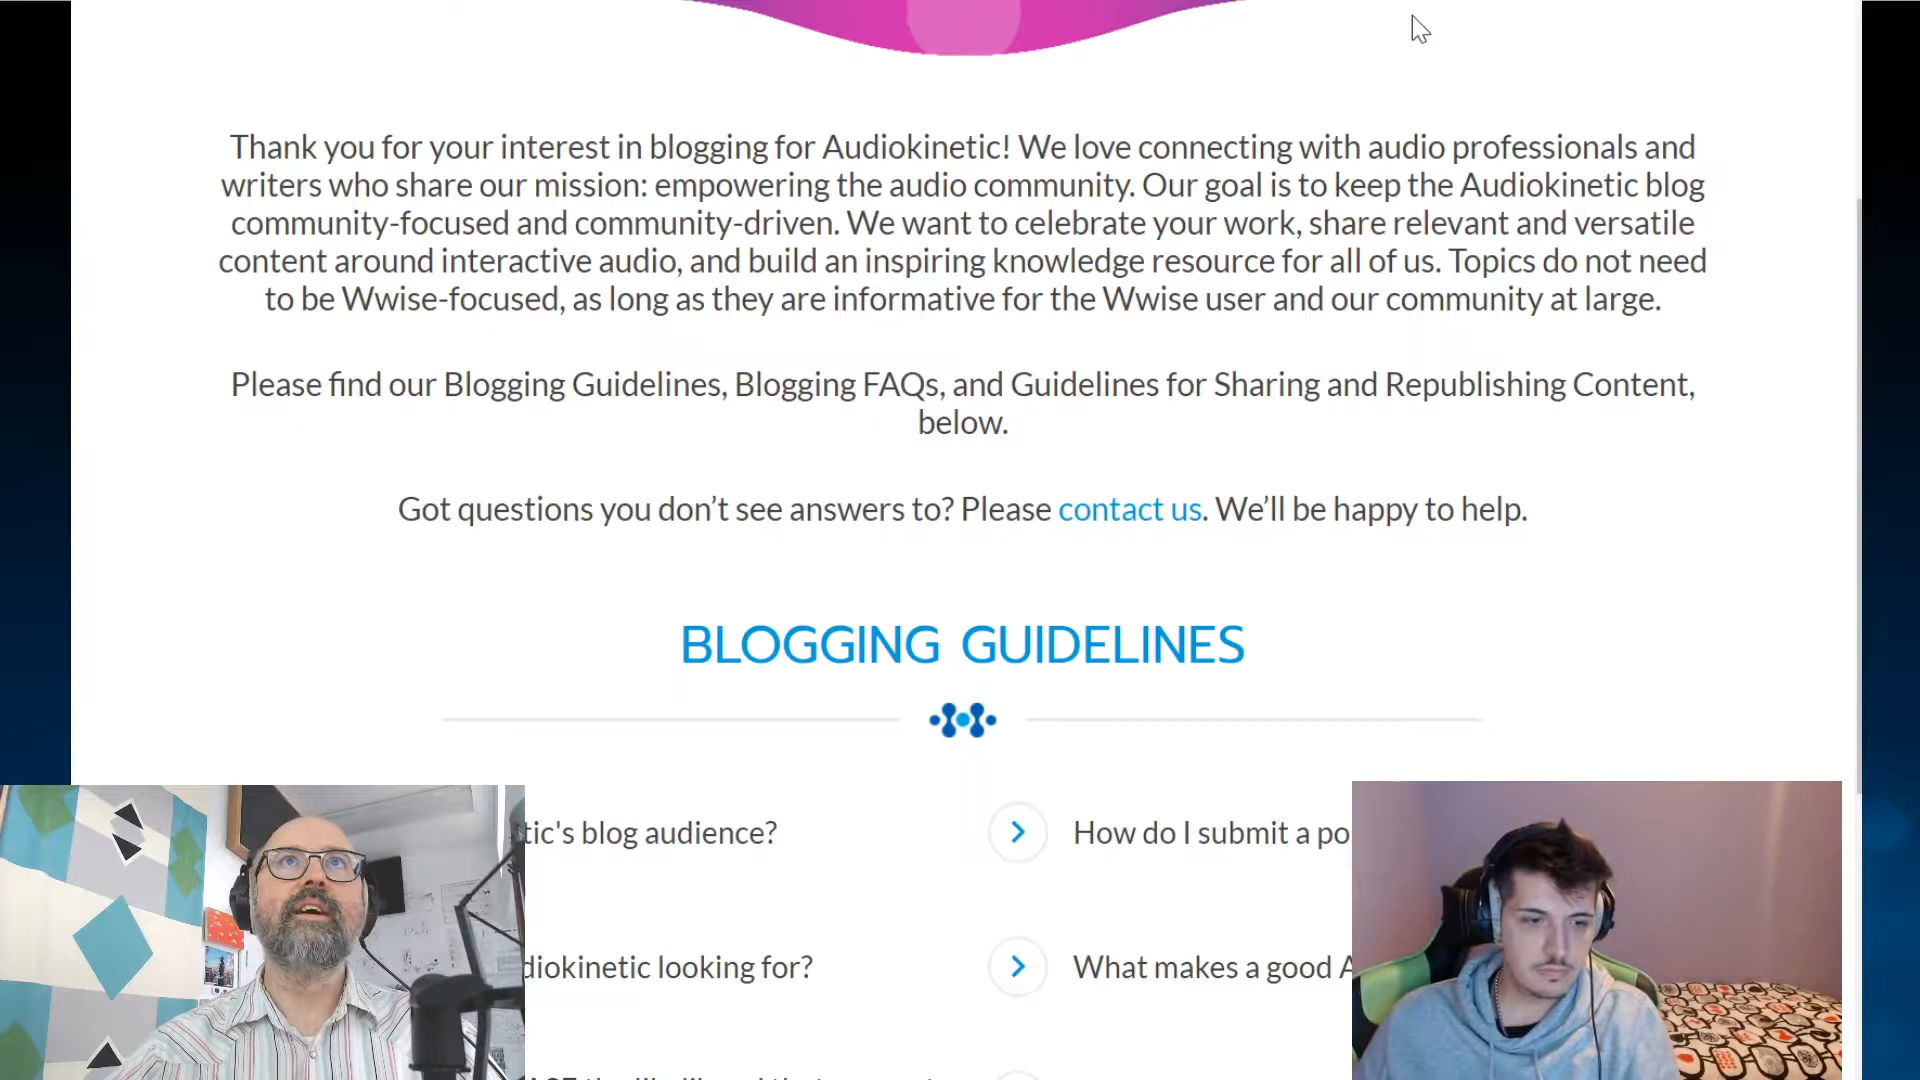 Thank you for your interest in blogging for Audiokinetic! We love connecting with audio professionals and
writers who share our mission: empowering the audio community. Our goal is to keep the Audiokinetic blog
community-focused and community-driven. We want to celebrate your work, share relevant and versatile
content around interactive audio, and build an inspiring knowledge resource for all of us. Topics do not need
to be Wwise-focused, as long as they are informative for the Wwise user and our community at large.
Please find our Blogging Guidelines, Blogging FAQs, and Guidelines for Sharing and Republishing Content,
below.
Got questions you don’t see answers to? Please contact us. We’ll be happy to help.
BLOGGING GUIDELINES
tic's blog audience?
How do I submit a po
diokinetic looking for?
What makes a good A